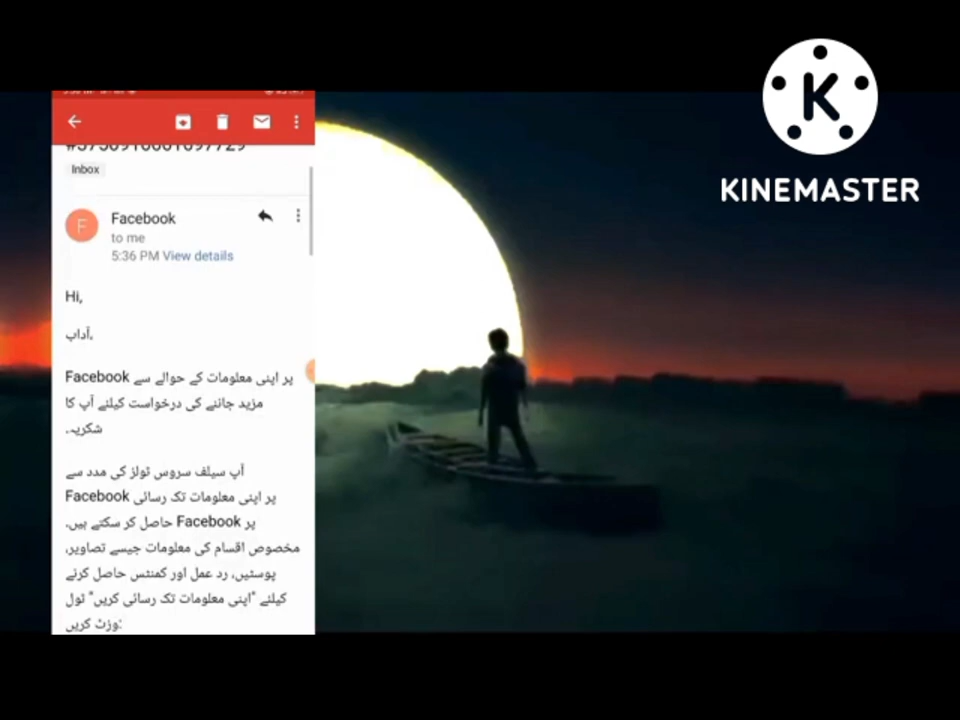 KINEMASTER
Inbox
F
Facebook
to me
5:36 PM View details
Hi,
آداب,
Facebook پر اپنی معلومات کے حوالے سے
مزید جاننے کی درخواست کیلئے آپ کا
شکریہ۔
آپ سیلف سروس ٹولز کی مدد سے
Facebook پر اپنی معلومات تک رسائی
حاصل کر سکتے ہیں۔ Facebook پر
مخصوص اقسام کی معلومات جیسے تصاویر،
پوسٹیں، رد عمل اور کمنٹس حاصل کرنے
کیلئے "اپنی معلومات تک رسائی کریں" ٹول
وزٹ کریں: